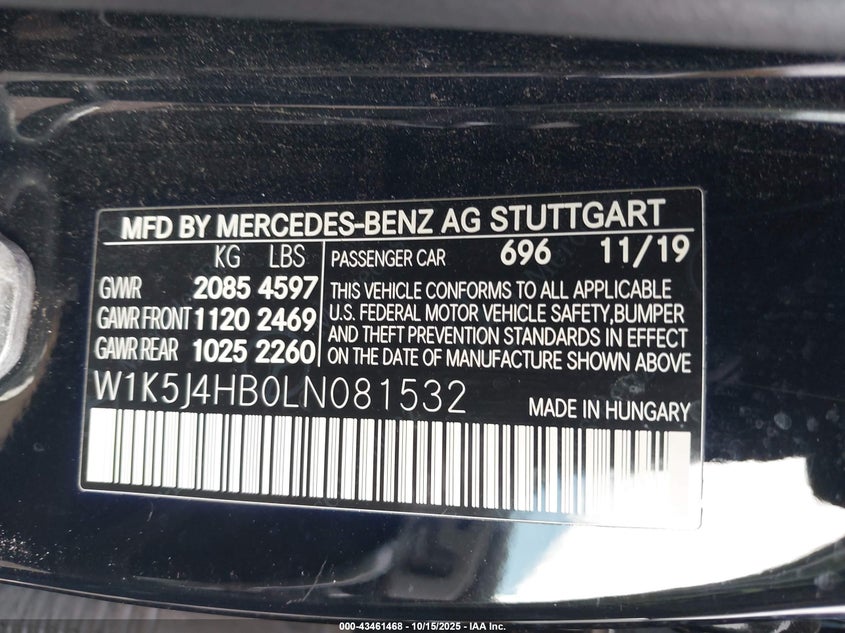 MFD BY MERCEDES-BENZ AG STUTTGART
KG LBS
GWR 2085 4597
GAWR FRONT 1120 2469
GAWR REAR 1025 2260
PASSENGER CAR 696 11/19
THIS VEHICLE CONFORMS TO ALL APPLICABLE
U.S. FEDERAL MOTOR VEHICLE SAFETY,BUMPER
AND THEFT PREVENTION STANDARDS IN EFFECT
ON THE DATE OF MANUFACTURE SHOWN ABOVE
W1K5J4HB0LN081532
MADE IN HUNGARY
000-43461468 - 10/15/2025 - IAA Inc.